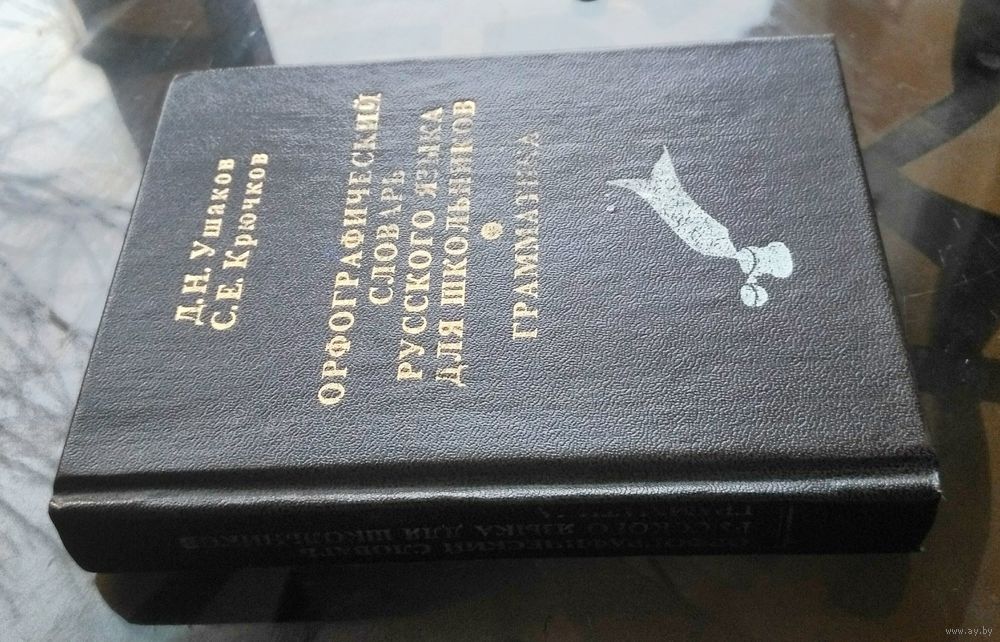 Д.Н.Ушаков
С.Е.Крючков
ОРФОГРАФИЧЕСКИЙ
СЛОВАРЬ
РУССКОГО ЯЗЫКА
ДЛЯ ШКОЛЬНИКОВ
ГРАММАТИКА
ОРФОГРАФИЧЕСКИЙ СЛОВАРЬ
РУССКОГО ЯЗЫКА ДЛЯ ШКОЛЬНИКОВ
ГРАММАТИКА
www.ay.by